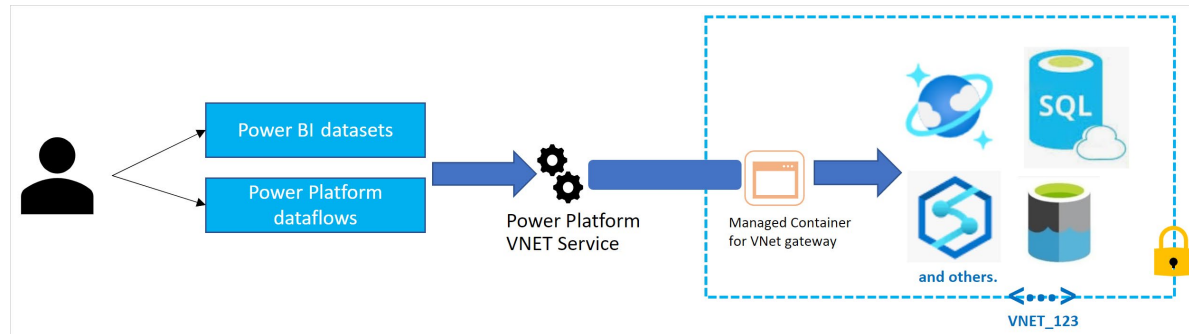 Power BI datasets
Power Platform
dataflows
Power Platform
VNET Service
Managed Container
for VNet gateway
SQL
and others.
VNET_123